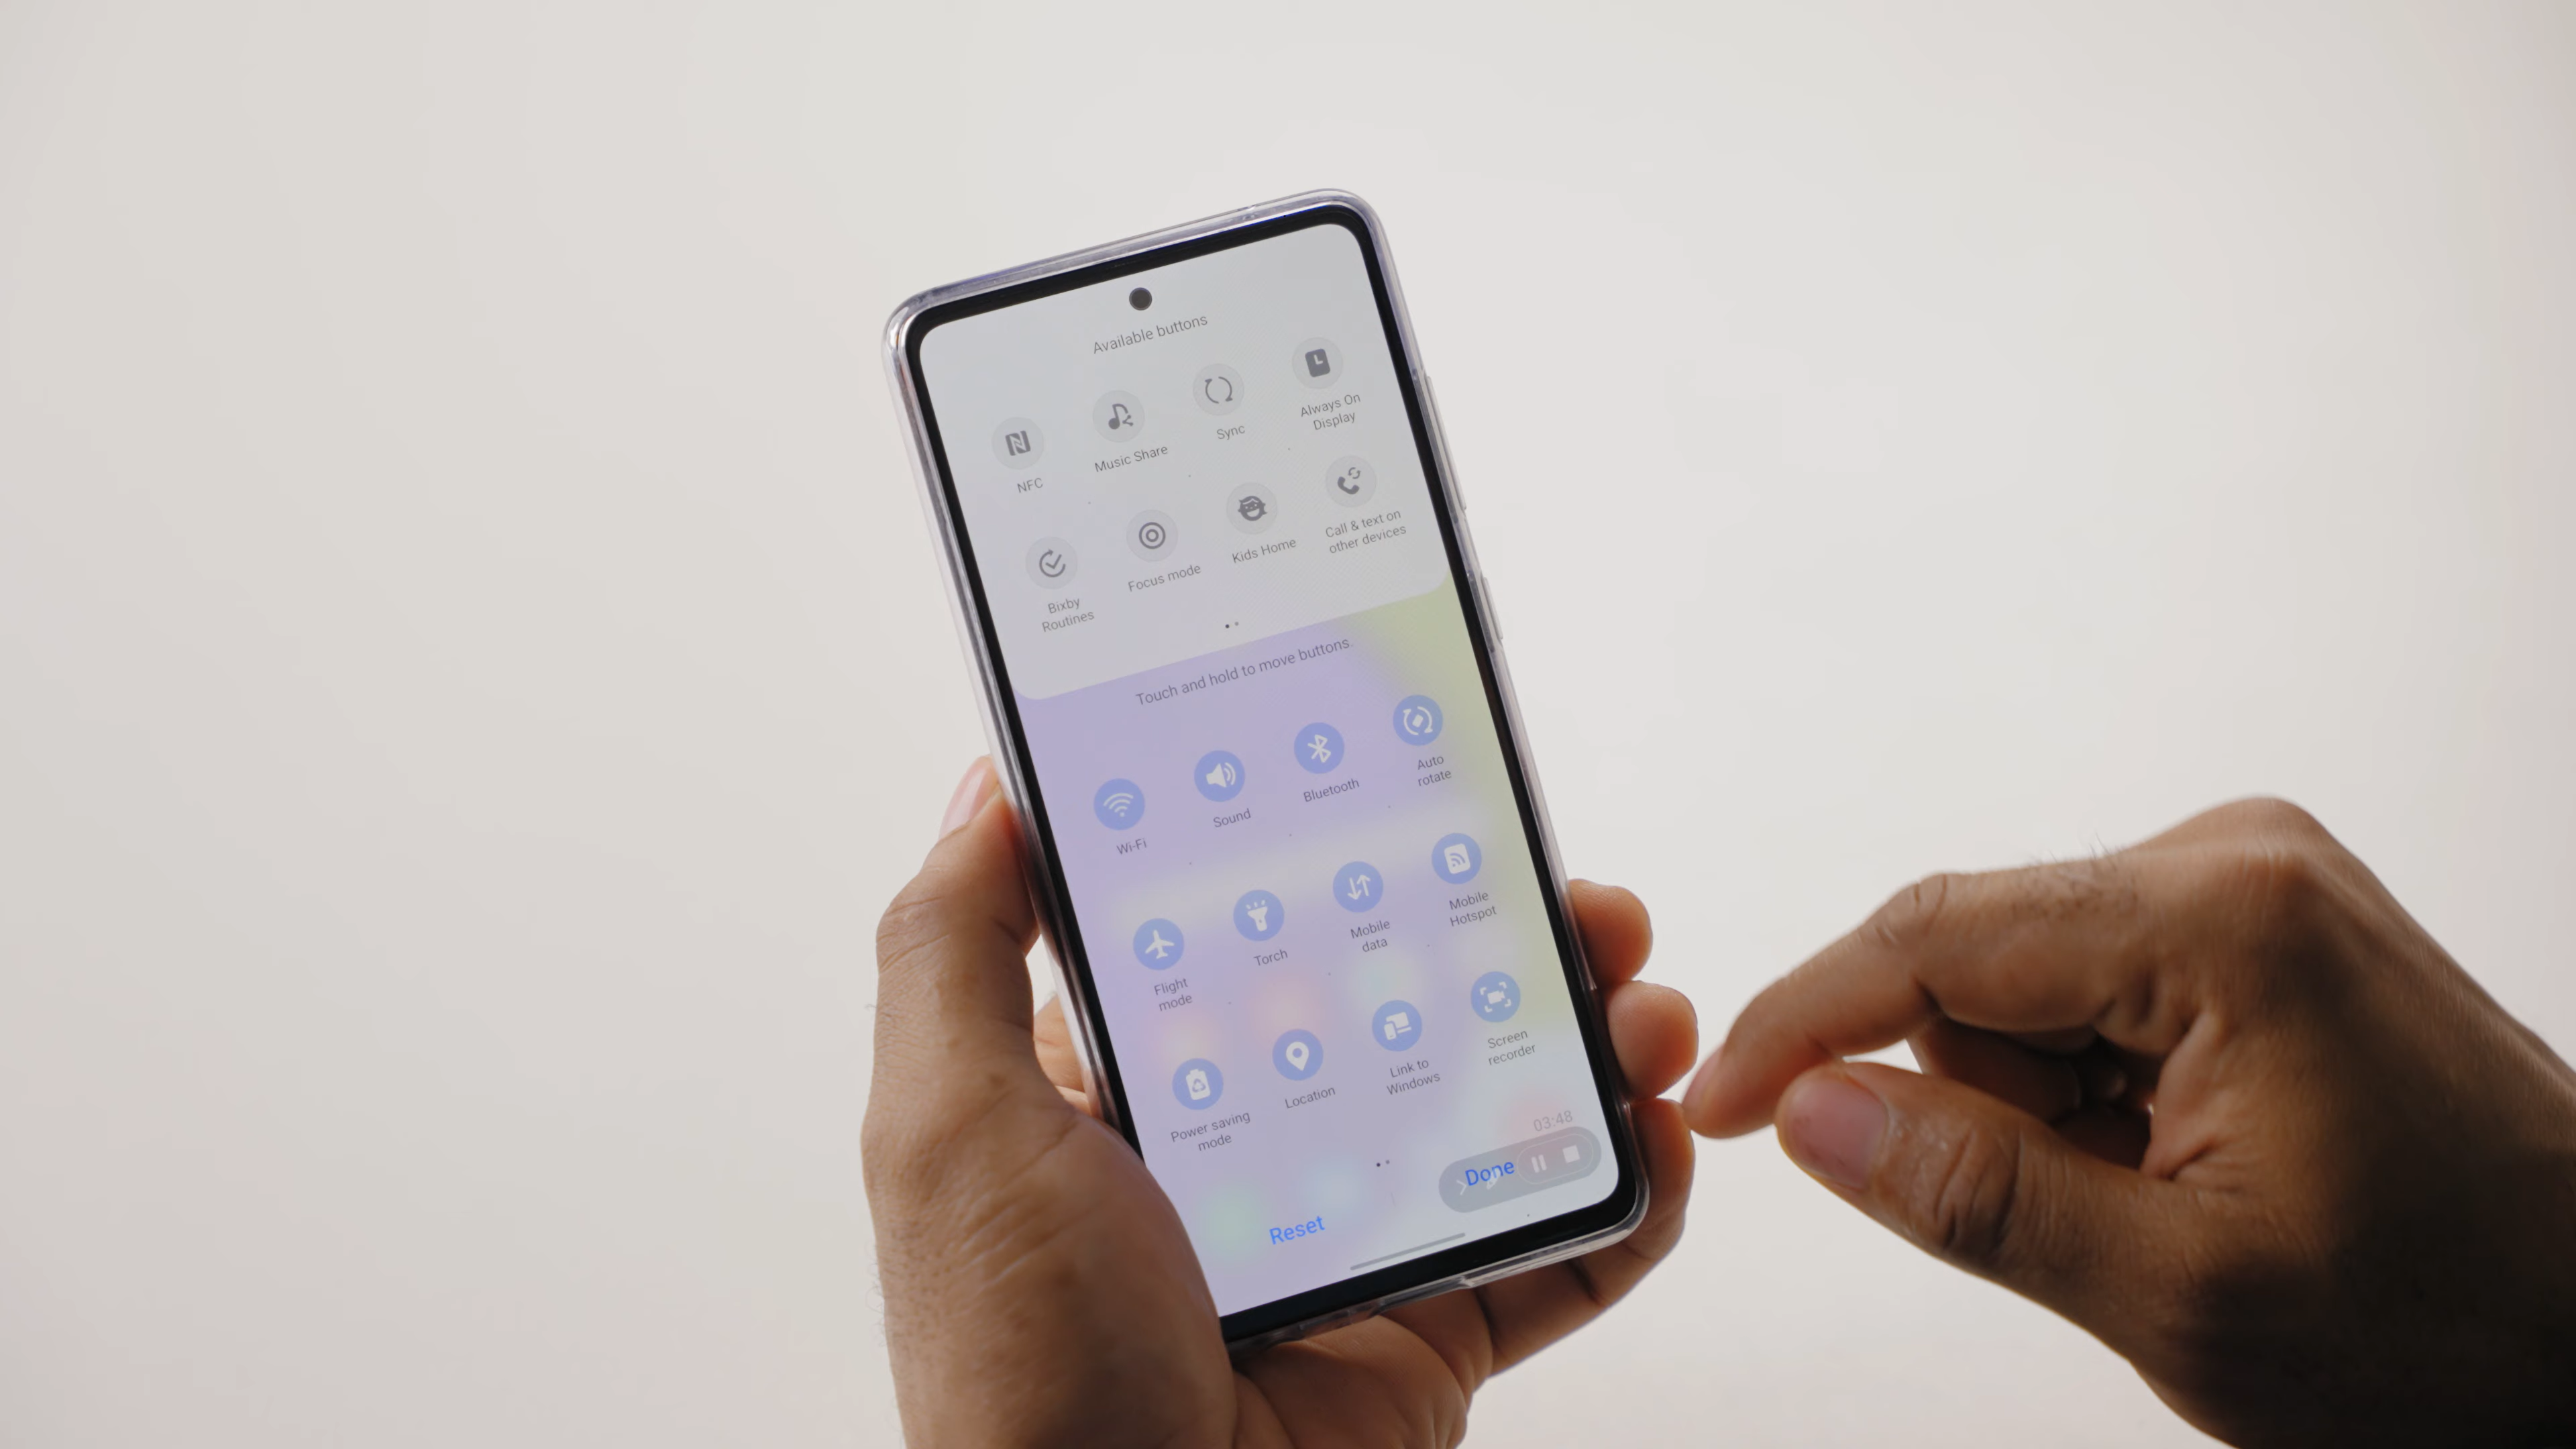 Available buttons
NFC
Music Share
Sync
Always On
Display
Bixby
Routines
Focus mode
Kids Home
Call & text on
other devices
Touch and hold to move buttons.
Wi-Fi
Sound
Bluetooth
Auto
rotate
Flight
mode
Torch
Mobile
data
Mobile
Hotspot
Power saving
mode
Location
Link to
Windows
Screen
recorder
03:48
Reset
Done